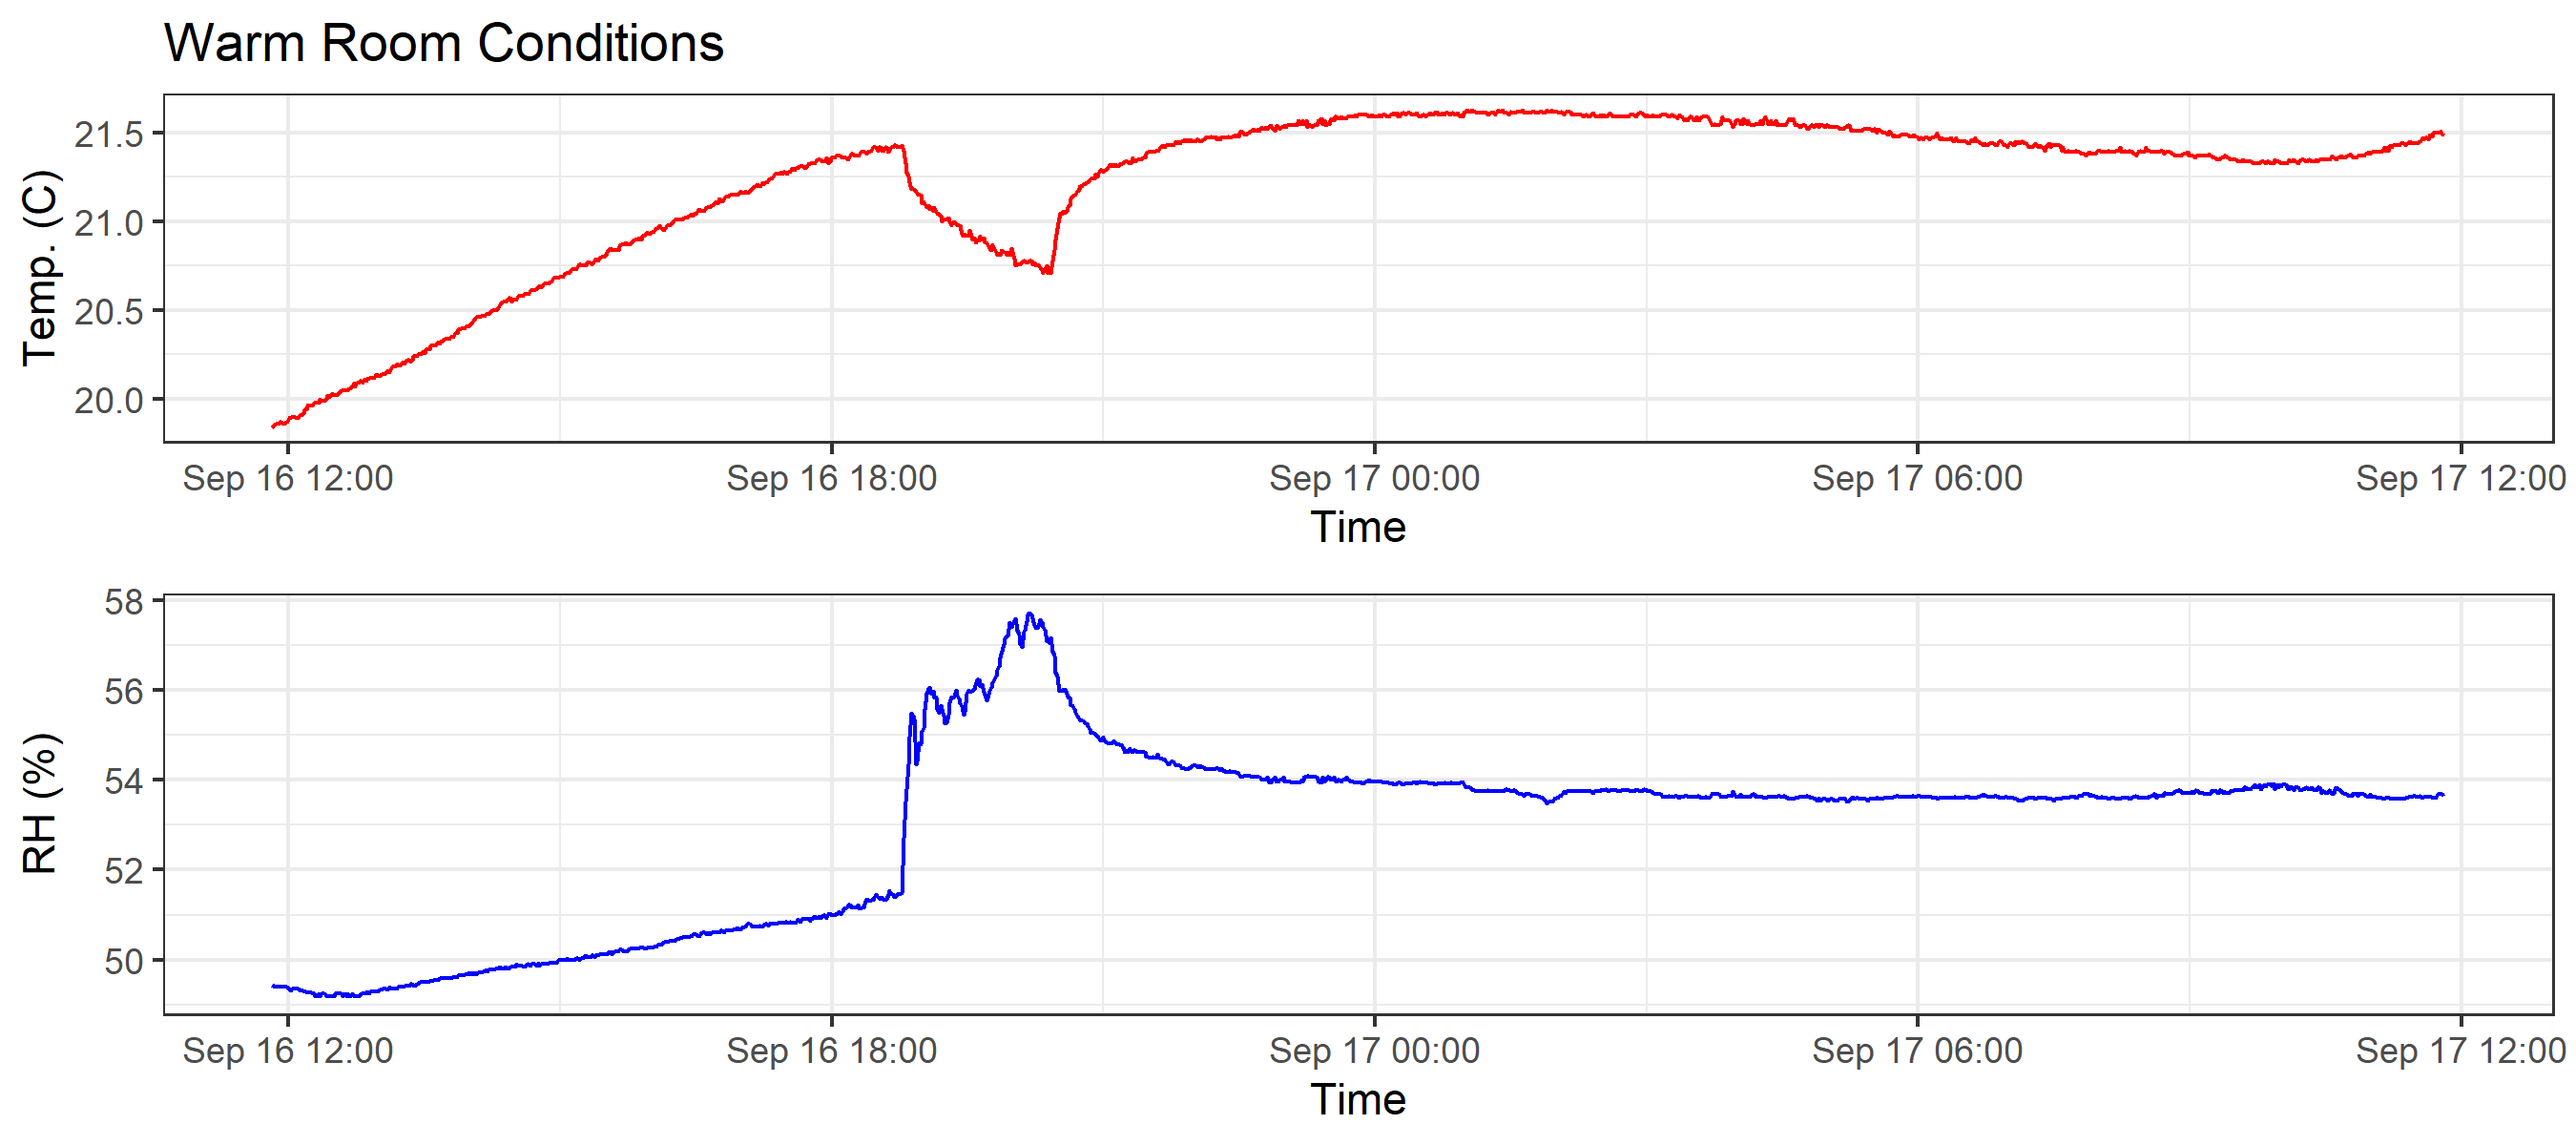 Warm Room Conditions
Temp. (C)
21.5
21.0
20.5
20.0
Sep 16 12:00 Sep 16 18:00 Sep 17 00:00 Sep 17 06:00 Sep 17 12:00
Time
RH (%)
58
56
54
52
50
Sep 16 12:00 Sep 16 18:00 Sep 17 00:00 Sep 17 06:00 Sep 17 12:00
Time